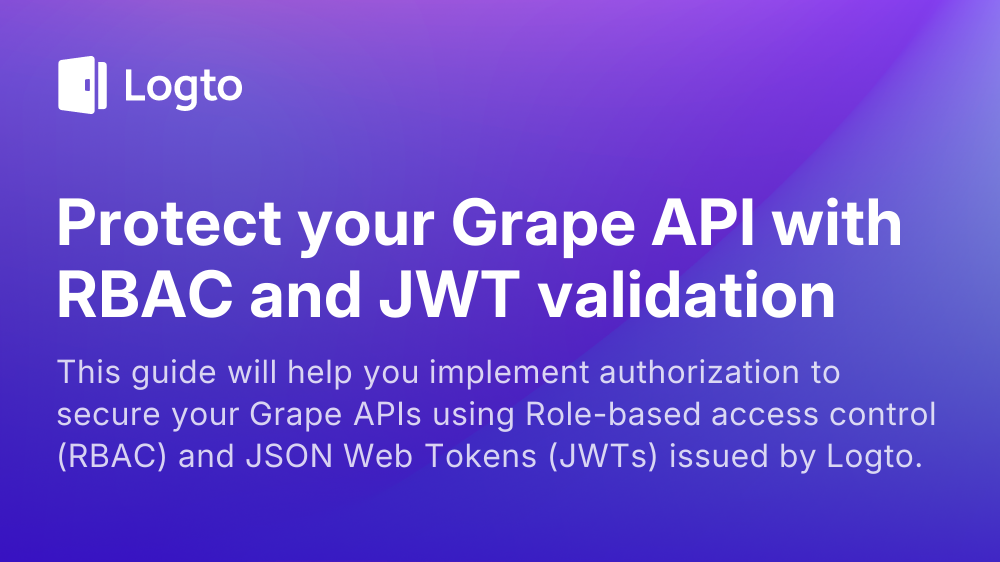 Logto
Protect your Grape API with
RBAC and JWT validation
This guide will help you implement authorization to
secure your Grape APIs using Role-based access control
(RBAC) and JSON Web Tokens (JWTs) issued by Logto.